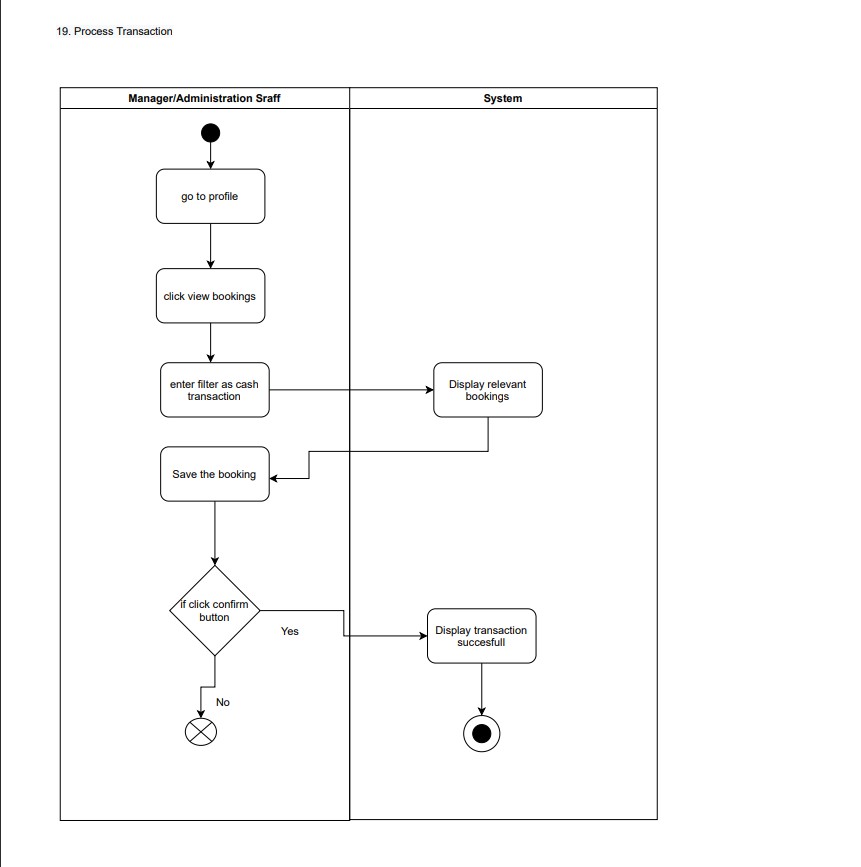 19. Process Transaction
Manager/Administration Sraff
System
go to profile
click view bookings
enter filter as cash
transaction
Display relevant
bookings
Save the booking
if click confirm
button
Yes
Display transaction
succesfull
No